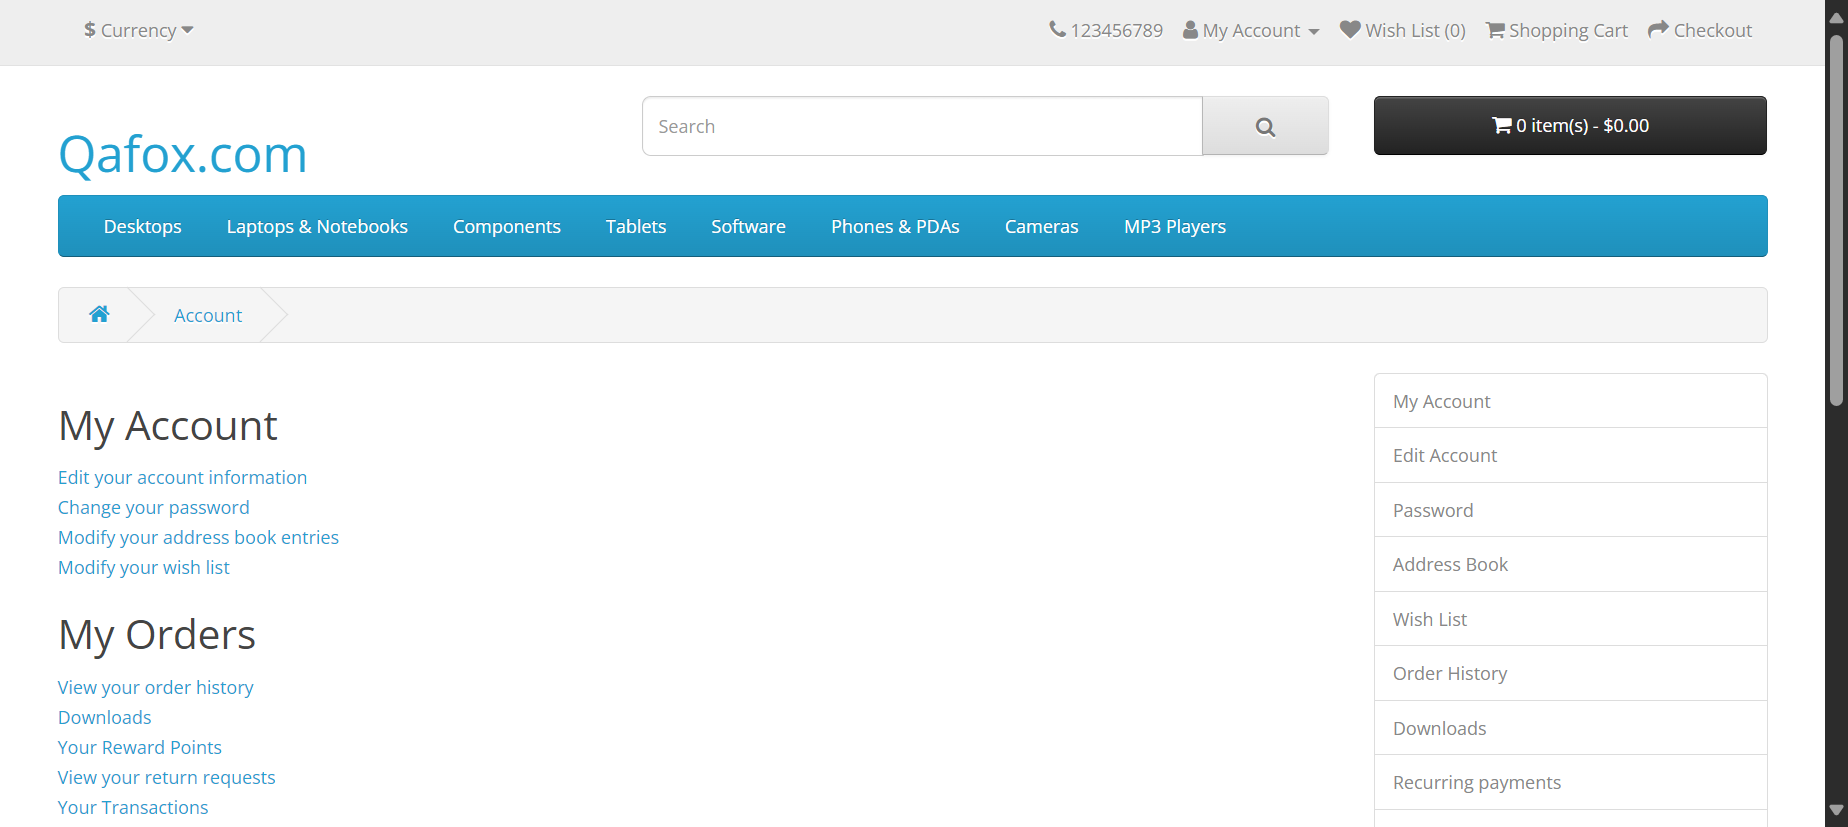 $ Currency
123456789 My Account Wish List (0) Shopping Cart Checkout
Qafox.com
Search
0 item(s) - $0.00
Desktops Laptops & Notebooks Components Tablets Software Phones & PDAs Cameras MP3 Players
Account
My Account
Edit your account information
Change your password
Modify your address book entries
Modify your wish list
My Orders
View your order history
Downloads
Your Reward Points
View your return requests
Your Transactions
My Account
Edit Account
Password
Address Book
Wish List
Order History
Downloads
Recurring payments